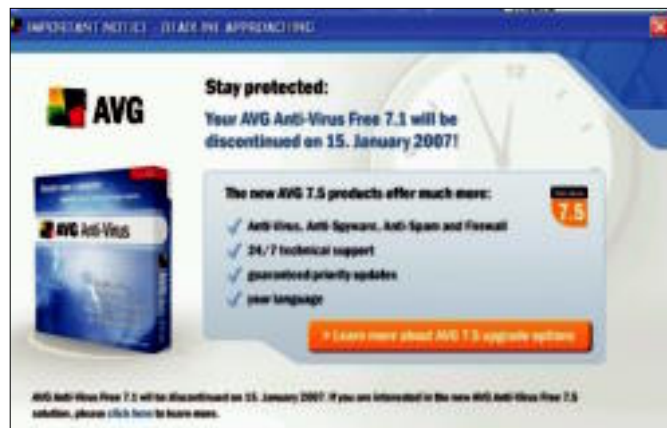 IMPORTANT NOTICE - DEADLINE APPROACHING
AVG
Stay protected:
Your AVG Anti-Virus Free 7.1 will be
discontinued on 15. January 2007!
The new AVG 7.5 products offer much more:
7.5
Anti-Virus, Anti-Spyware, Anti-Spam and Firewall
24/7 technical support
guaranteed priority updates
your language
AVG Anti-Virus
> Learn more about AVG 7.5 upgrade options
AVG Anti-Virus Free 7.1 will be discontinued on 15. January 2007. If you are interested in the new AVG Anti-Virus Free 7.5
solution, please click here to learn more.